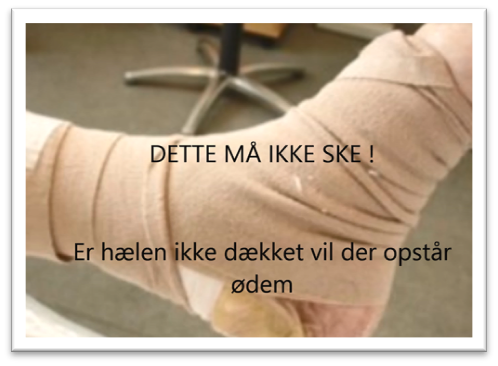 DETTE MÅ IKKE SKE !
Er hælen ikke dækket vil der opstår
ødem